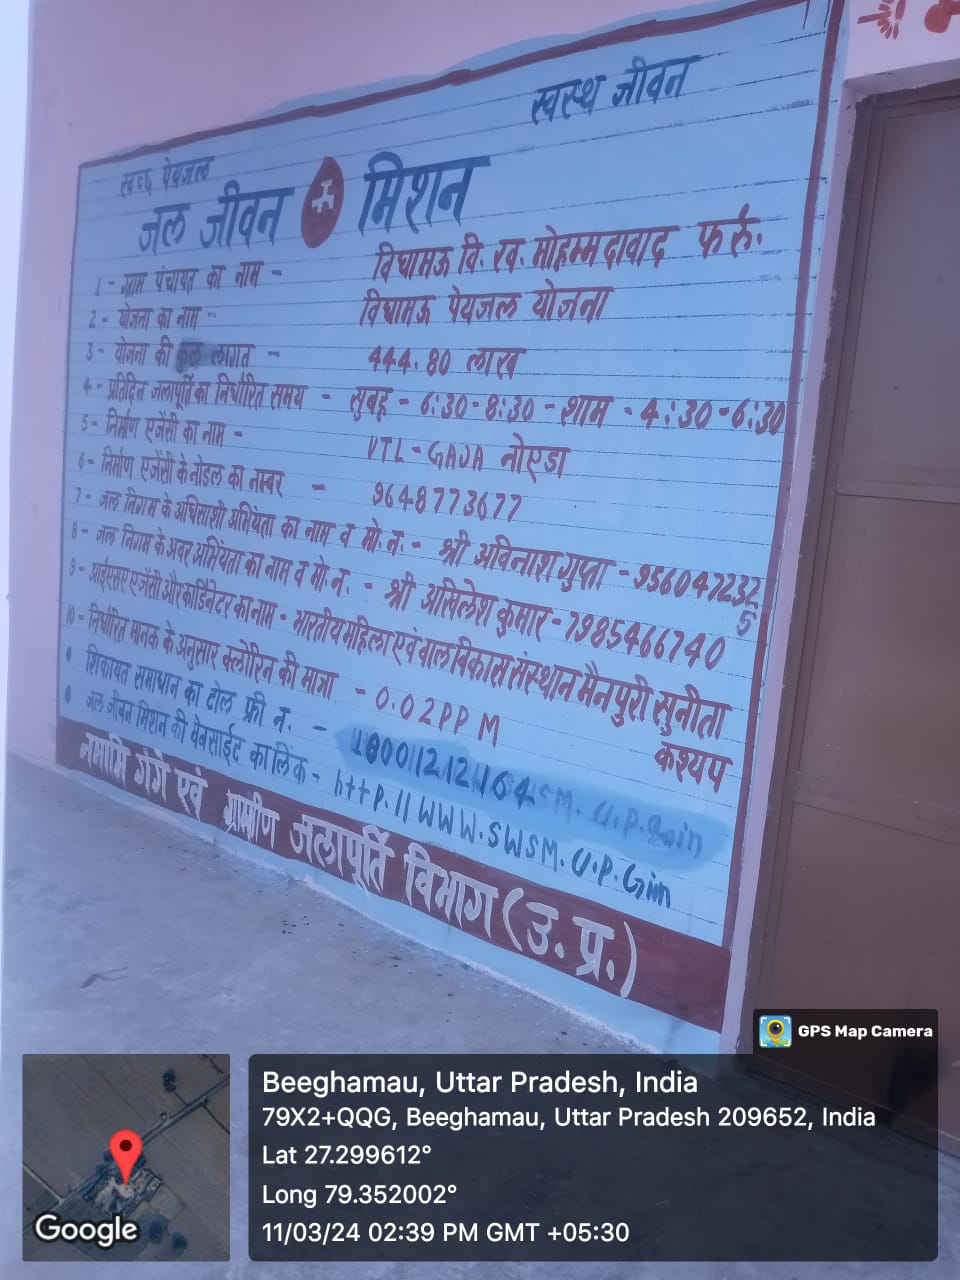 स्वस्थ जीवन
स्वच्छ पेयजल
जल जीवन मिशन
1 - ग्राम पंचायत का नाम - विघामऊ वि. ख. मोहम्मदावाद फर्रु.
2 - योजना का नाम - विघामऊ पेयजल योजना
3 - योजना की कुल लागत - 444.80 लाख
4 - प्रतिदिन जलापूर्ति का निर्धारित समय - सुबह - 6:30-8:30 - शाम - 4:30-6:30
5 - निर्माण एजेंसी का नाम - VTL-GAJA नोएडा
6 - निर्माण एजेंसी के नोडल का नम्बर - 9648773677
7 - जल निगम के अधिसाशी अभियंता का नाम व मो. न. - श्री अविनाश गुप्ता - 9560472325
8 - जल निगम के अवर अभियंता का नाम व मो. न. - श्री अखिलेश कुमार - 7985466740
9 - आईएसए एजेंसी और कार्डिनेटर का नाम - भारतीय महिला एवं वाल विकास संस्थान मैनपुरी सुनीता
कश्यप
10 - निर्धारित मानक के अनुसार क्लोरिन की मात्रा - 0.02PPM
• शिकायत समाधान का टोल फ्री न. - 18001212164
• जल जीवन मिशन की वेबसाईट का लिंक - http.//WWW.SWSM.U.P.Gin
नमामि गंगे एवं ग्रामीण जलापूर्ति विभाग (उ. प्र.)
GPS Map Camera
Beeghamau, Uttar Pradesh, India
79X2+QQG, Beeghamau, Uttar Pradesh 209652, India
Lat 27.299612°
Long 79.352002°
11/03/24 02:39 PM GMT +05:30
Google